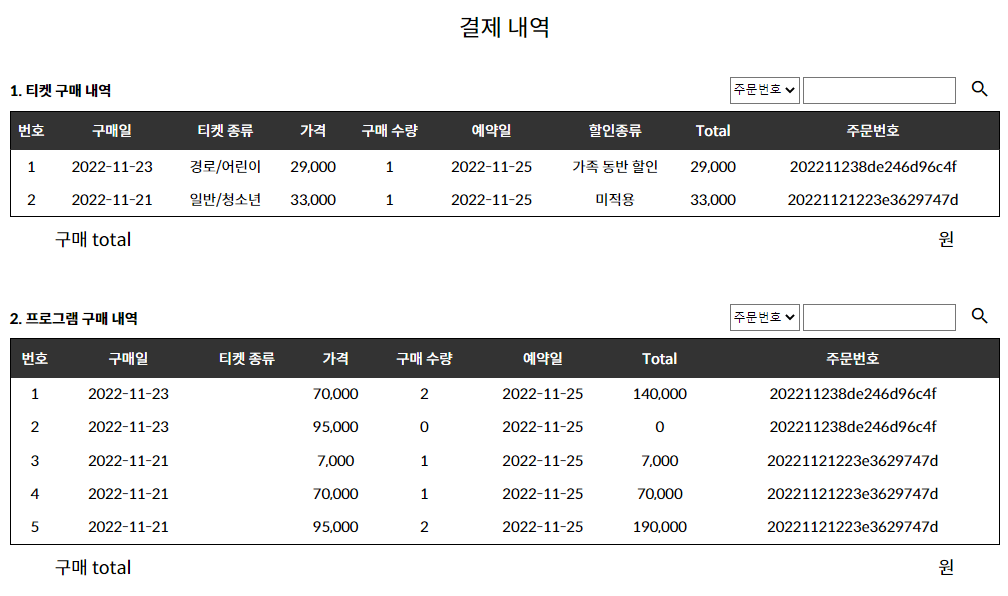 결제 내역
1. 티켓 구매 내역 주문번호
번호 구매일 티켓 종류 가격 구매 수량 예약일 할인종류 Total 주문번호
1 2022-11-23 경로/어린이 29,000 1 2022-11-25 가족 동반 할인 29,000 202211238de246d96c4f
2 2022-11-21 일반/청소년 33,000 1 2022-11-25 미적용 33,000 20221121223e3629747d
구매 total 원
2. 프로그램 구매 내역 주문번호
번호 구매일 티켓 종류 가격 구매 수량 예약일 Total 주문번호
1 2022-11-23 70,000 2 2022-11-25 140,000 202211238de246d96c4f
2 2022-11-23 95,000 0 2022-11-25 0 202211238de246d96c4f
3 2022-11-21 7,000 1 2022-11-25 7,000 20221121223e3629747d
4 2022-11-21 70,000 1 2022-11-25 70,000 20221121223e3629747d
5 2022-11-21 95,000 2 2022-11-25 190,000 20221121223e3629747d
구매 total 원